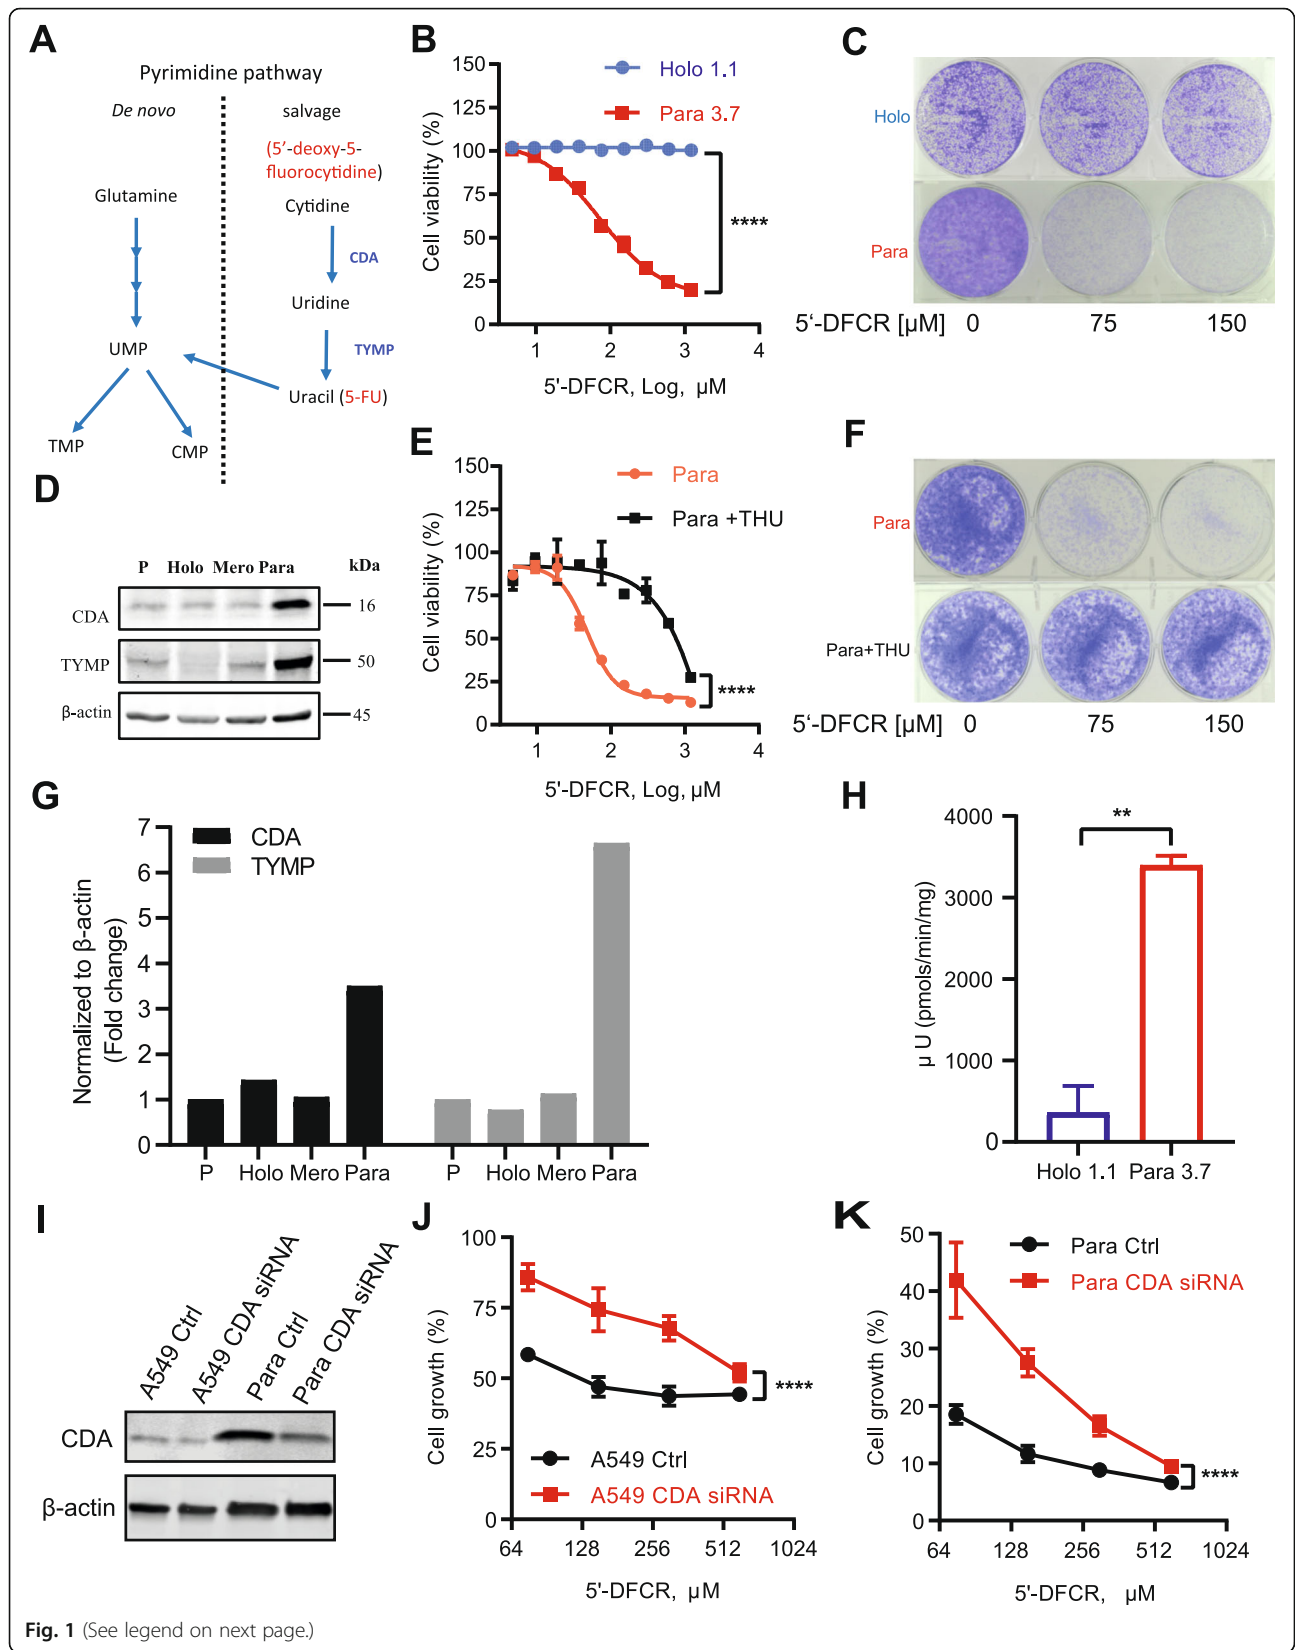 A
Pyrimidine pathway
De novo
salvage
(5'-deoxy-5-
fluorocytidine)
Glutamine
Cytidine
CDA
Uridine
TYMP
UMP
Uracil (5-FU)
TMP
CMP
B
150
125
100
75
50
25
0
Cell viability (%)
Holo 1.1
Para 3.7
****
1 2 3 4
5'-DFCR, Log, µM
C
Holo
Para
5'-DFCR [µM] 0 75 150
D
P Holo Mero Para kDa
CDA 16
TYMP 50
β-actin 45
E
150
125
100
75
50
25
0
Cell viability (%)
Para
Para +THU
****
1 2 3 4
5'-DFCR, Log, µM
F
Para
Para+THU
5'-DFCR [µM] 0 75 150
G
7
6
5
4
3
2
1
0
Normalized to β-actin
(Fold change)
CDA
TYMP
P Holo Mero Para P Holo Mero Para
H
4000
3000
2000
1000
0
µ U (pmols/min/mg)
**
Holo 1.1 Para 3.7
I
A549 Ctrl
A549 CDA siRNA
Para Ctrl
Para CDA siRNA
CDA
β-actin
J
100
75
50
25
0
Cell growth (%)
****
A549 Ctrl
A549 CDA siRNA
64 128 256 512 1024
5'-DFCR, µM
K
50
40
30
20
10
0
Cell growth (%)
Para Ctrl
Para CDA siRNA
****
64 128 256 512 1024
5'-DFCR, µM
Fig. 1 (See legend on next page.)